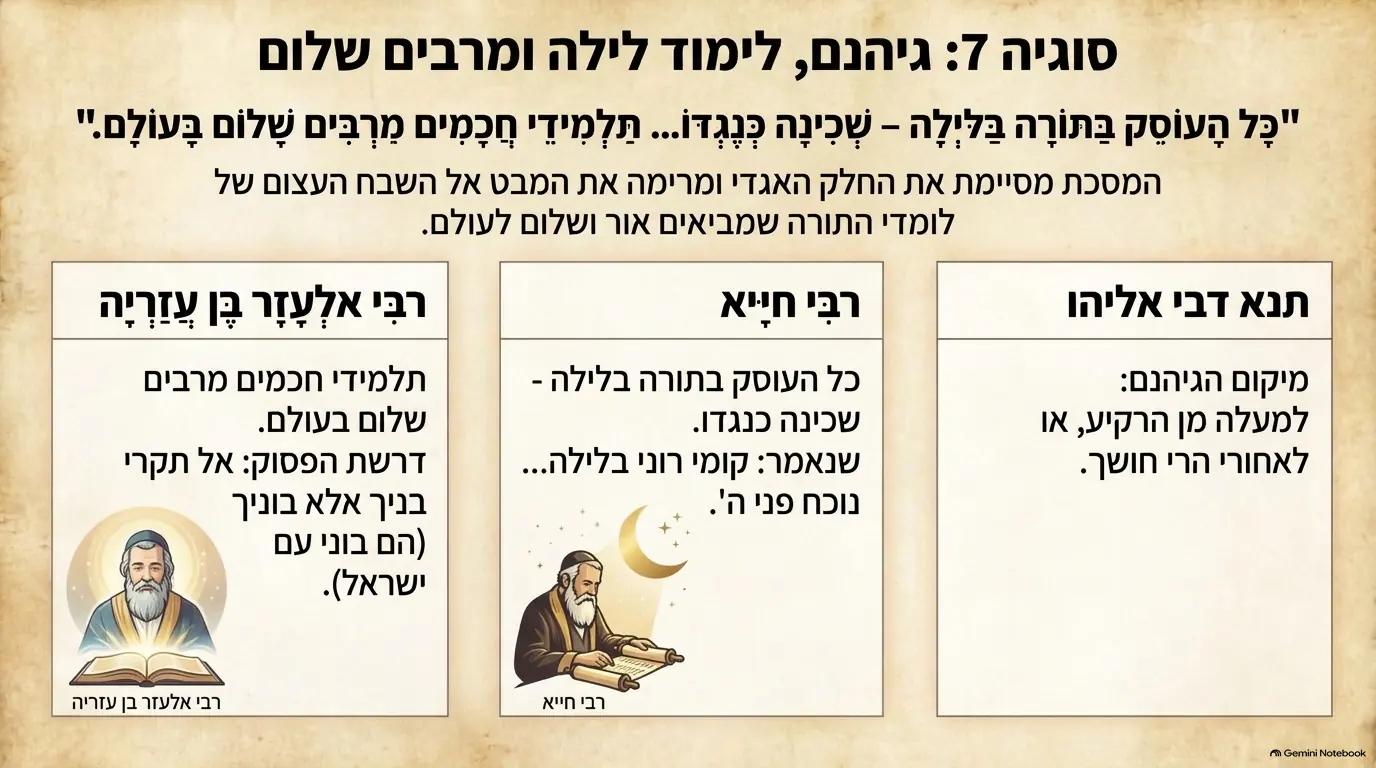 סוגיה 7: גיהנם, לימוד לילה ומרבים שלום
"כָּל הָעוֹסֵק בַּתּוֹרָה בַּלַּיְלָה – שְׁכִינָה כְּנֶגְדּוֹ... תַּלְמִידֵי חֲכָמִים מַרְבִּים שָׁלוֹם בָּעוֹלָם."
המסכת מסיימת את החלק האגדי ומרימה את המבט אל השבח העצום של
לומדי התורה שמביאים אור ושלום לעולם.
תנא דבי אליהו
מיקום הגיהנם:
למעלה מן הרקיע, או
לאחורי הרי חושך.
רבִּי חיָּיא
כל העוסק בתורה בלילה -
שכינה כנגדו.
שנאמר: קומי רוני בלילה...
נוכח פני ה'.
רבי חייא
רבִּי אלְעָזָר בֶּן עֲזַרְיָה
תלמידי חכמים מרבים
שלום בעולם.
דרשת הפסוק: אל תקרי
בניך אלא בוניך
(הם בוני עם
ישראל).
רבי אלעזר בן עזריה
Gemini Notebook